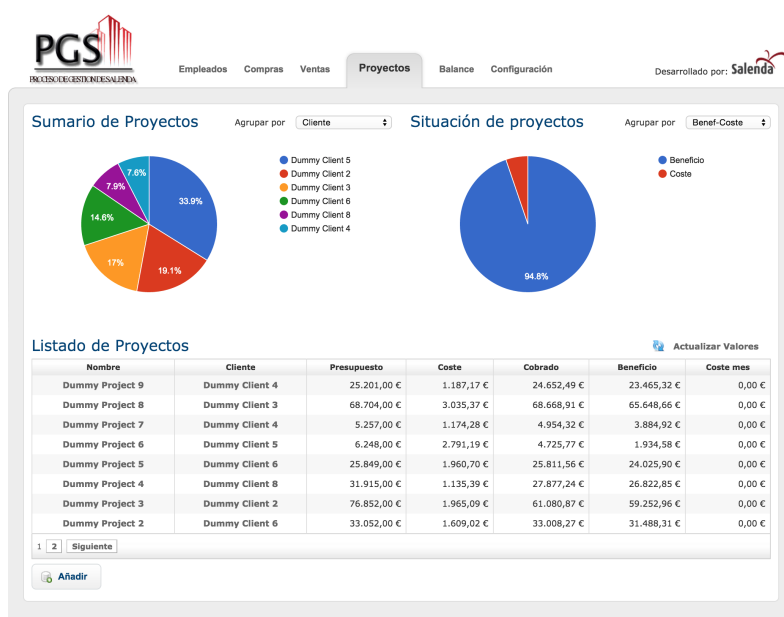 PGS
PROCESO DE GESTION DE SALENDA
Empleados Compras Ventas Proyectos Balance Configuración
Desarrollado por: Salenda
Sumario de Proyectos
Agrupar por Cliente
33.9%
19.1%
17%
14.6%
7.9%
7.6%
Dummy Client 5
Dummy Client 2
Dummy Client 3
Dummy Client 6
Dummy Client 8
Dummy Client 4
Situación de proyectos
Agrupar por Benef-Coste
94.8%
Beneficio
Coste
Listado de Proyectos
Actualizar Valores
Nombre Cliente Presupuesto Coste Cobrado Beneficio Coste mes
Dummy Project 9 Dummy Client 4 25.201,00 € 1.187,17 € 24.652,49 € 23.465,32 € 0,00 €
Dummy Project 8 Dummy Client 3 68.704,00 € 3.035,37 € 68.668,91 € 65.648,66 € 0,00 €
Dummy Project 7 Dummy Client 4 5.257,00 € 1.174,28 € 4.954,32 € 3.884,92 € 0,00 €
Dummy Project 6 Dummy Client 5 6.248,00 € 2.791,19 € 4.725,77 € 1.934,58 € 0,00 €
Dummy Project 5 Dummy Client 6 25.849,00 € 1.960,70 € 25.811,56 € 24.025,90 € 0,00 €
Dummy Project 4 Dummy Client 8 31.915,00 € 1.135,39 € 27.877,24 € 26.822,85 € 0,00 €
Dummy Project 3 Dummy Client 2 76.852,00 € 1.965,09 € 61.080,87 € 59.252,96 € 0,00 €
Dummy Project 2 Dummy Client 6 33.052,00 € 1.609,02 € 33.008,27 € 31.488,31 € 0,00 €
1 2 Siguiente
Añadir